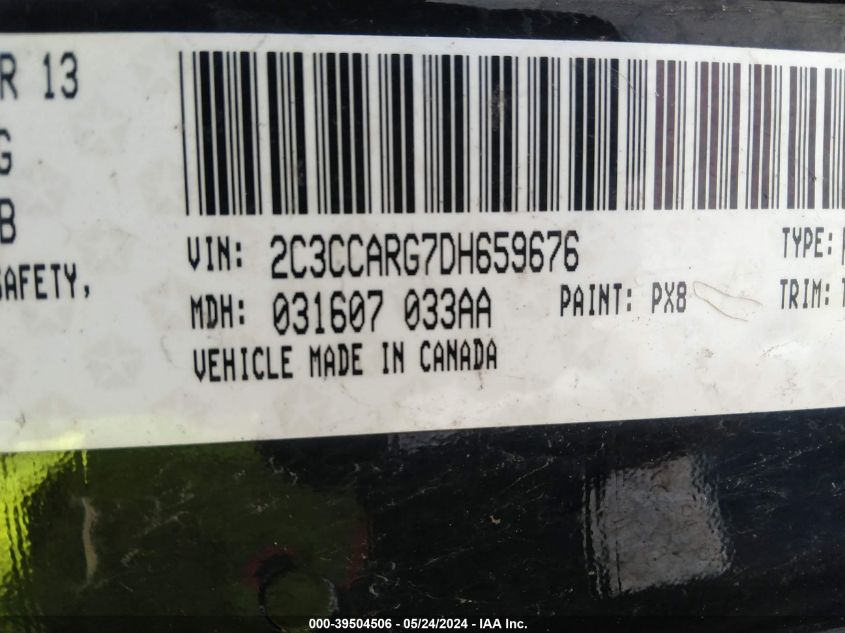 R 13
G
B
SAFETY,
VIN: 2C3CCARG7DH659676
TYPE:
MDH: 031607 033AA
PAINT: PX8
TRIM: T
VEHICLE MADE IN CANADA
000-39504506 - 05/24/2024 - IAA Inc.